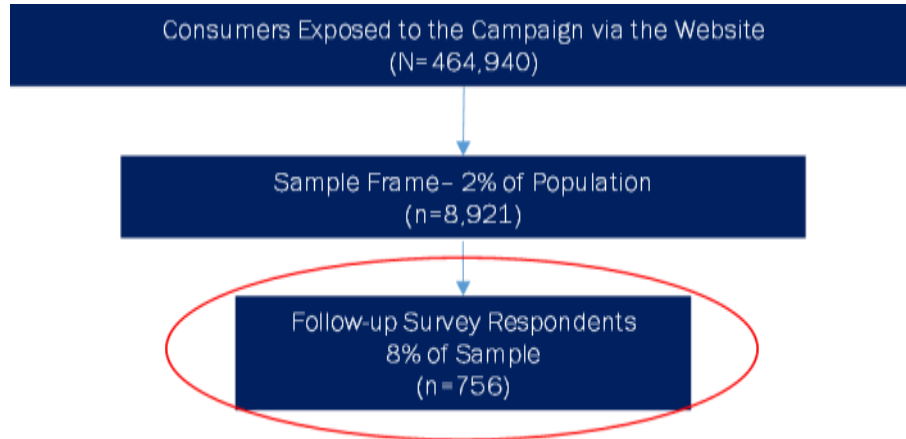 Consumers Exposed to the Campaign via the Website
(N=464,940)
Sample Frame– 2% of Population
(n=8,921)
Follow-up Survey Respondents
8% of Sample
(n=756)